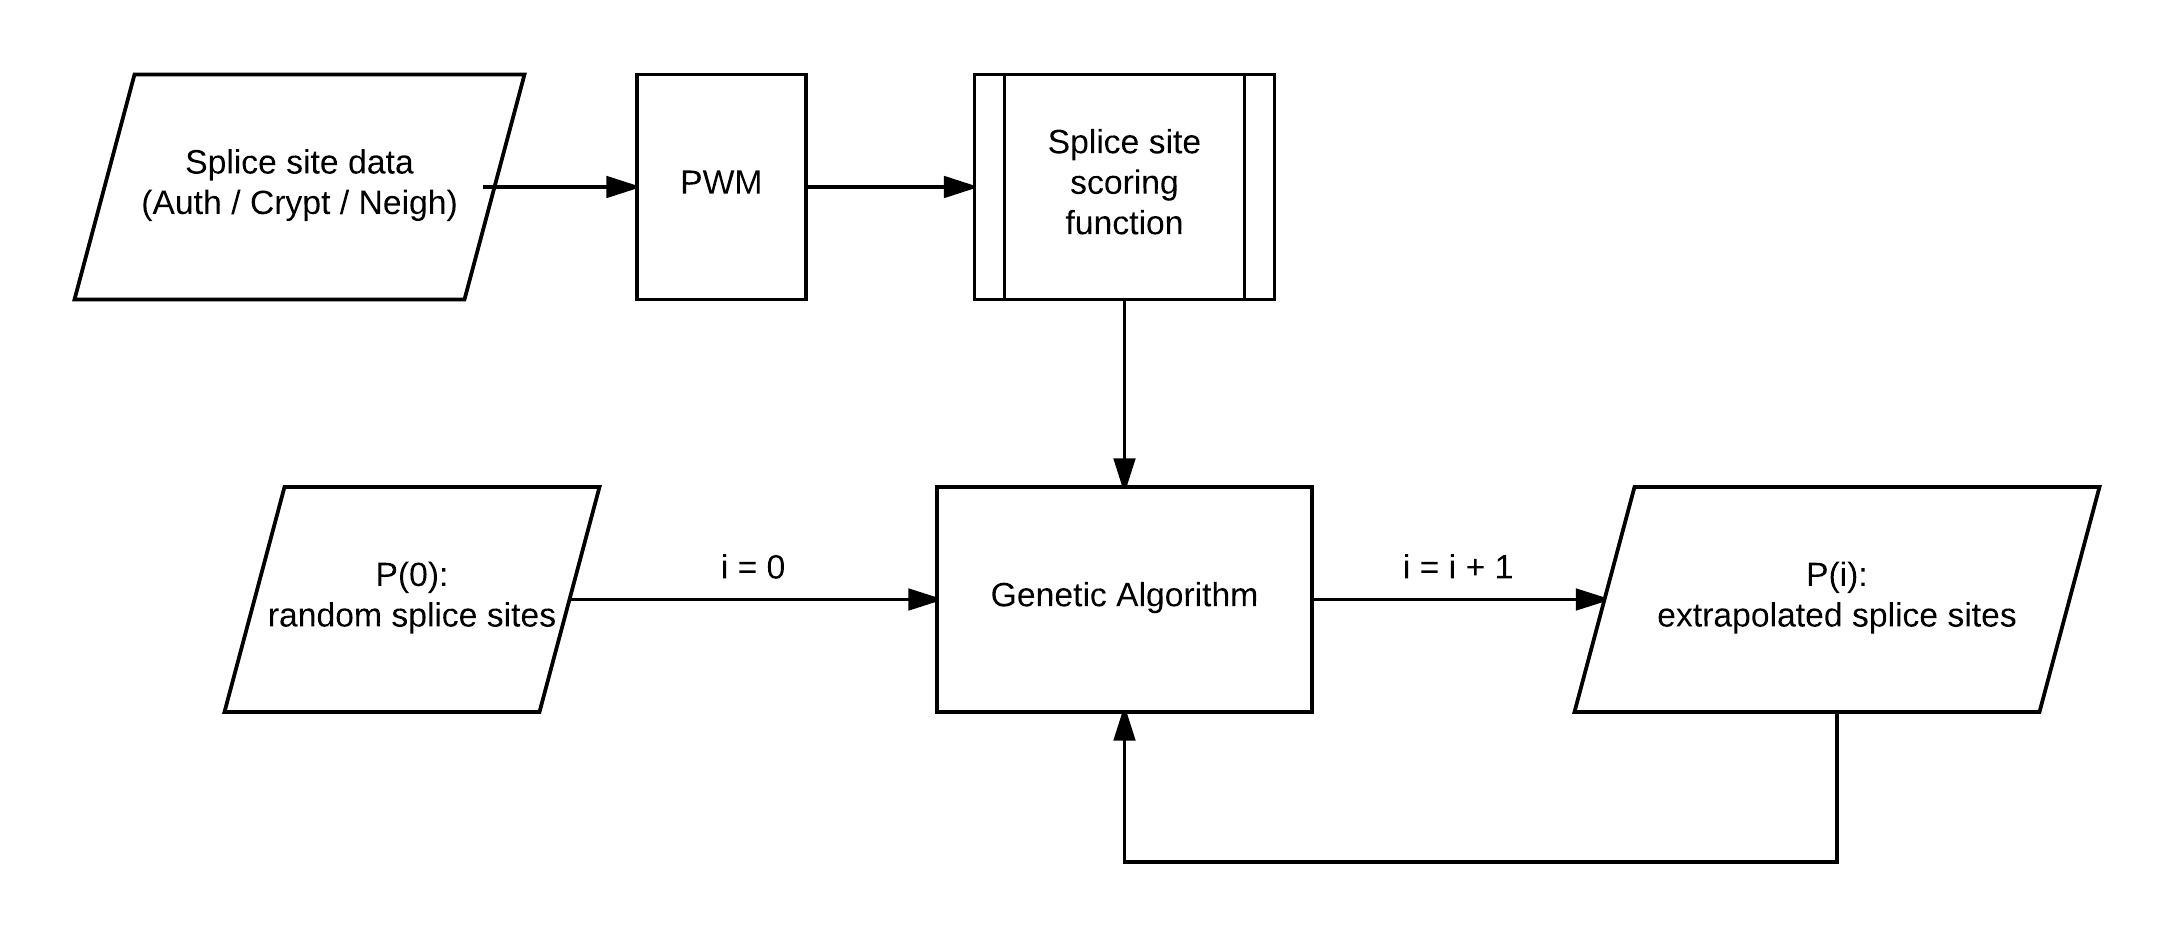 Splice site data
(Auth / Crypt / Neigh)
PWM
Splice site
scoring
function
P(0):
random splice sites
i = 0
Genetic Algorithm
i = i + 1
P(i):
extrapolated splice sites